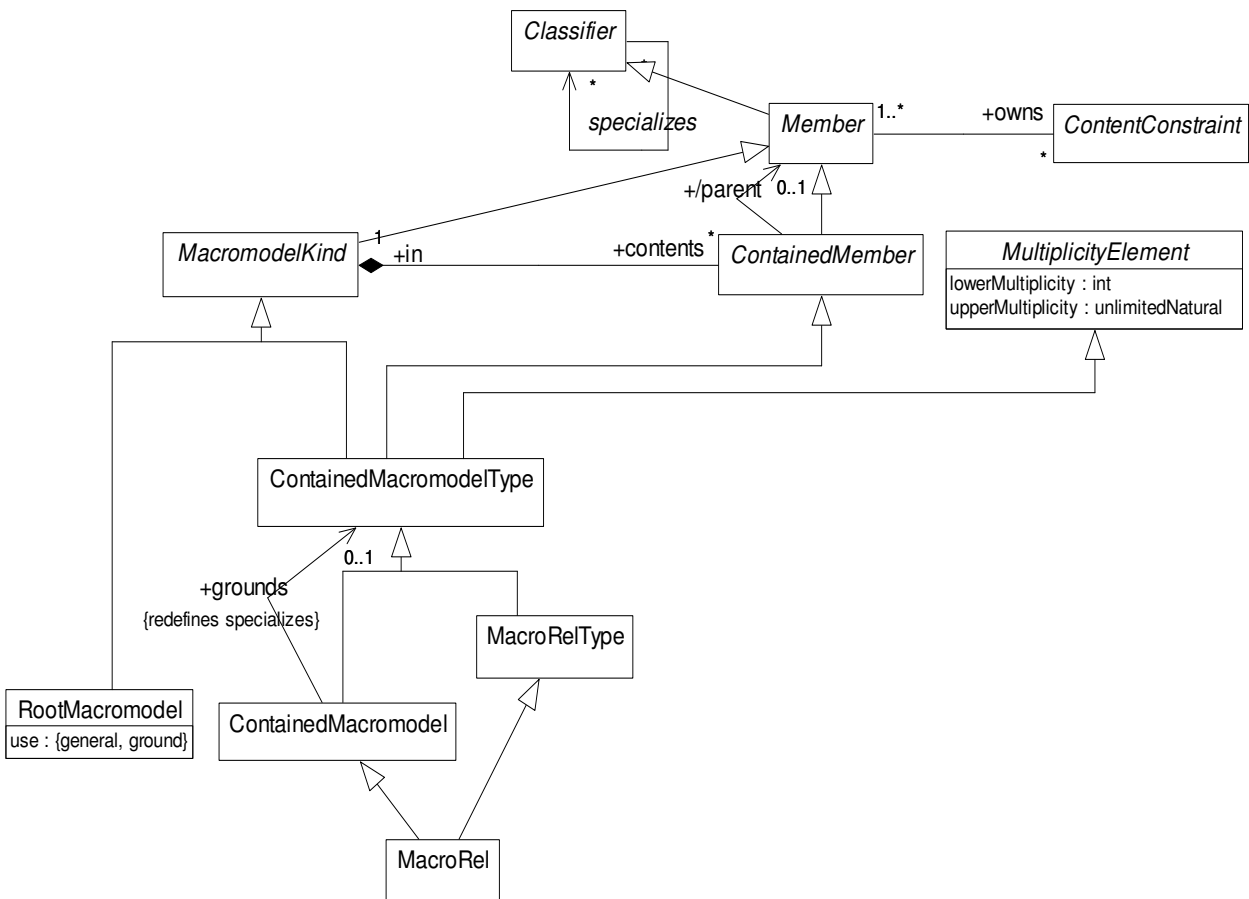 Classifier
*
*
specializes
Member
1..*
+owns
*
ContentConstraint
+/parent
0..1
MacromodelKind
1
+in
+contents
*
ContainedMember
MultiplicityElement
lowerMultiplicity : int
upperMultiplicity : unlimitedNatural
ContainedMacromodelType
0..1
+grounds
{redefines specializes}
MacroRelType
RootMacromodel
use : {general, ground}
ContainedMacromodel
MacroRel